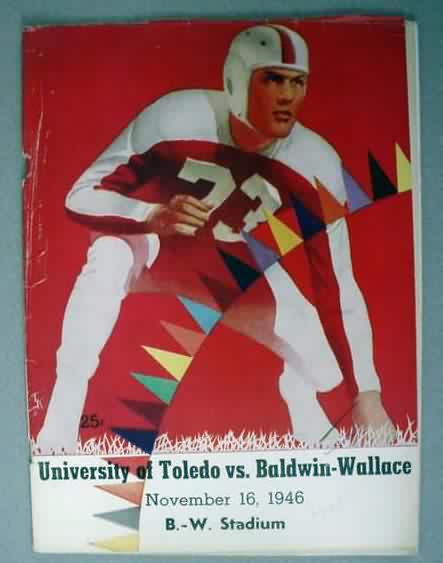 73
25¢
University of Toledo vs. Baldwin-Wallace
November 16, 1946
B.-W. Stadium